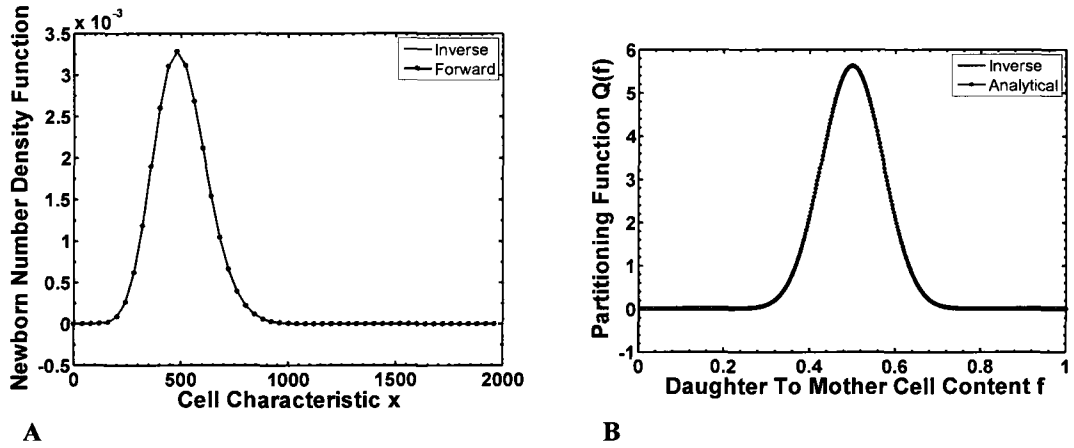 x 10⁻³
3.5
3
2.5
2
1.5
1
0.5
0
-0.5
Newborn Number Density Function
Inverse
Forward
0
500
1000
1500
2000
Cell Characteristic x
A
6
5
4
3
2
1
0
-1
Partitioning Function Q(f)
Inverse
Analytical
0
0.2
0.4
0.6
0.8
1
Daughter To Mother Cell Content f
B